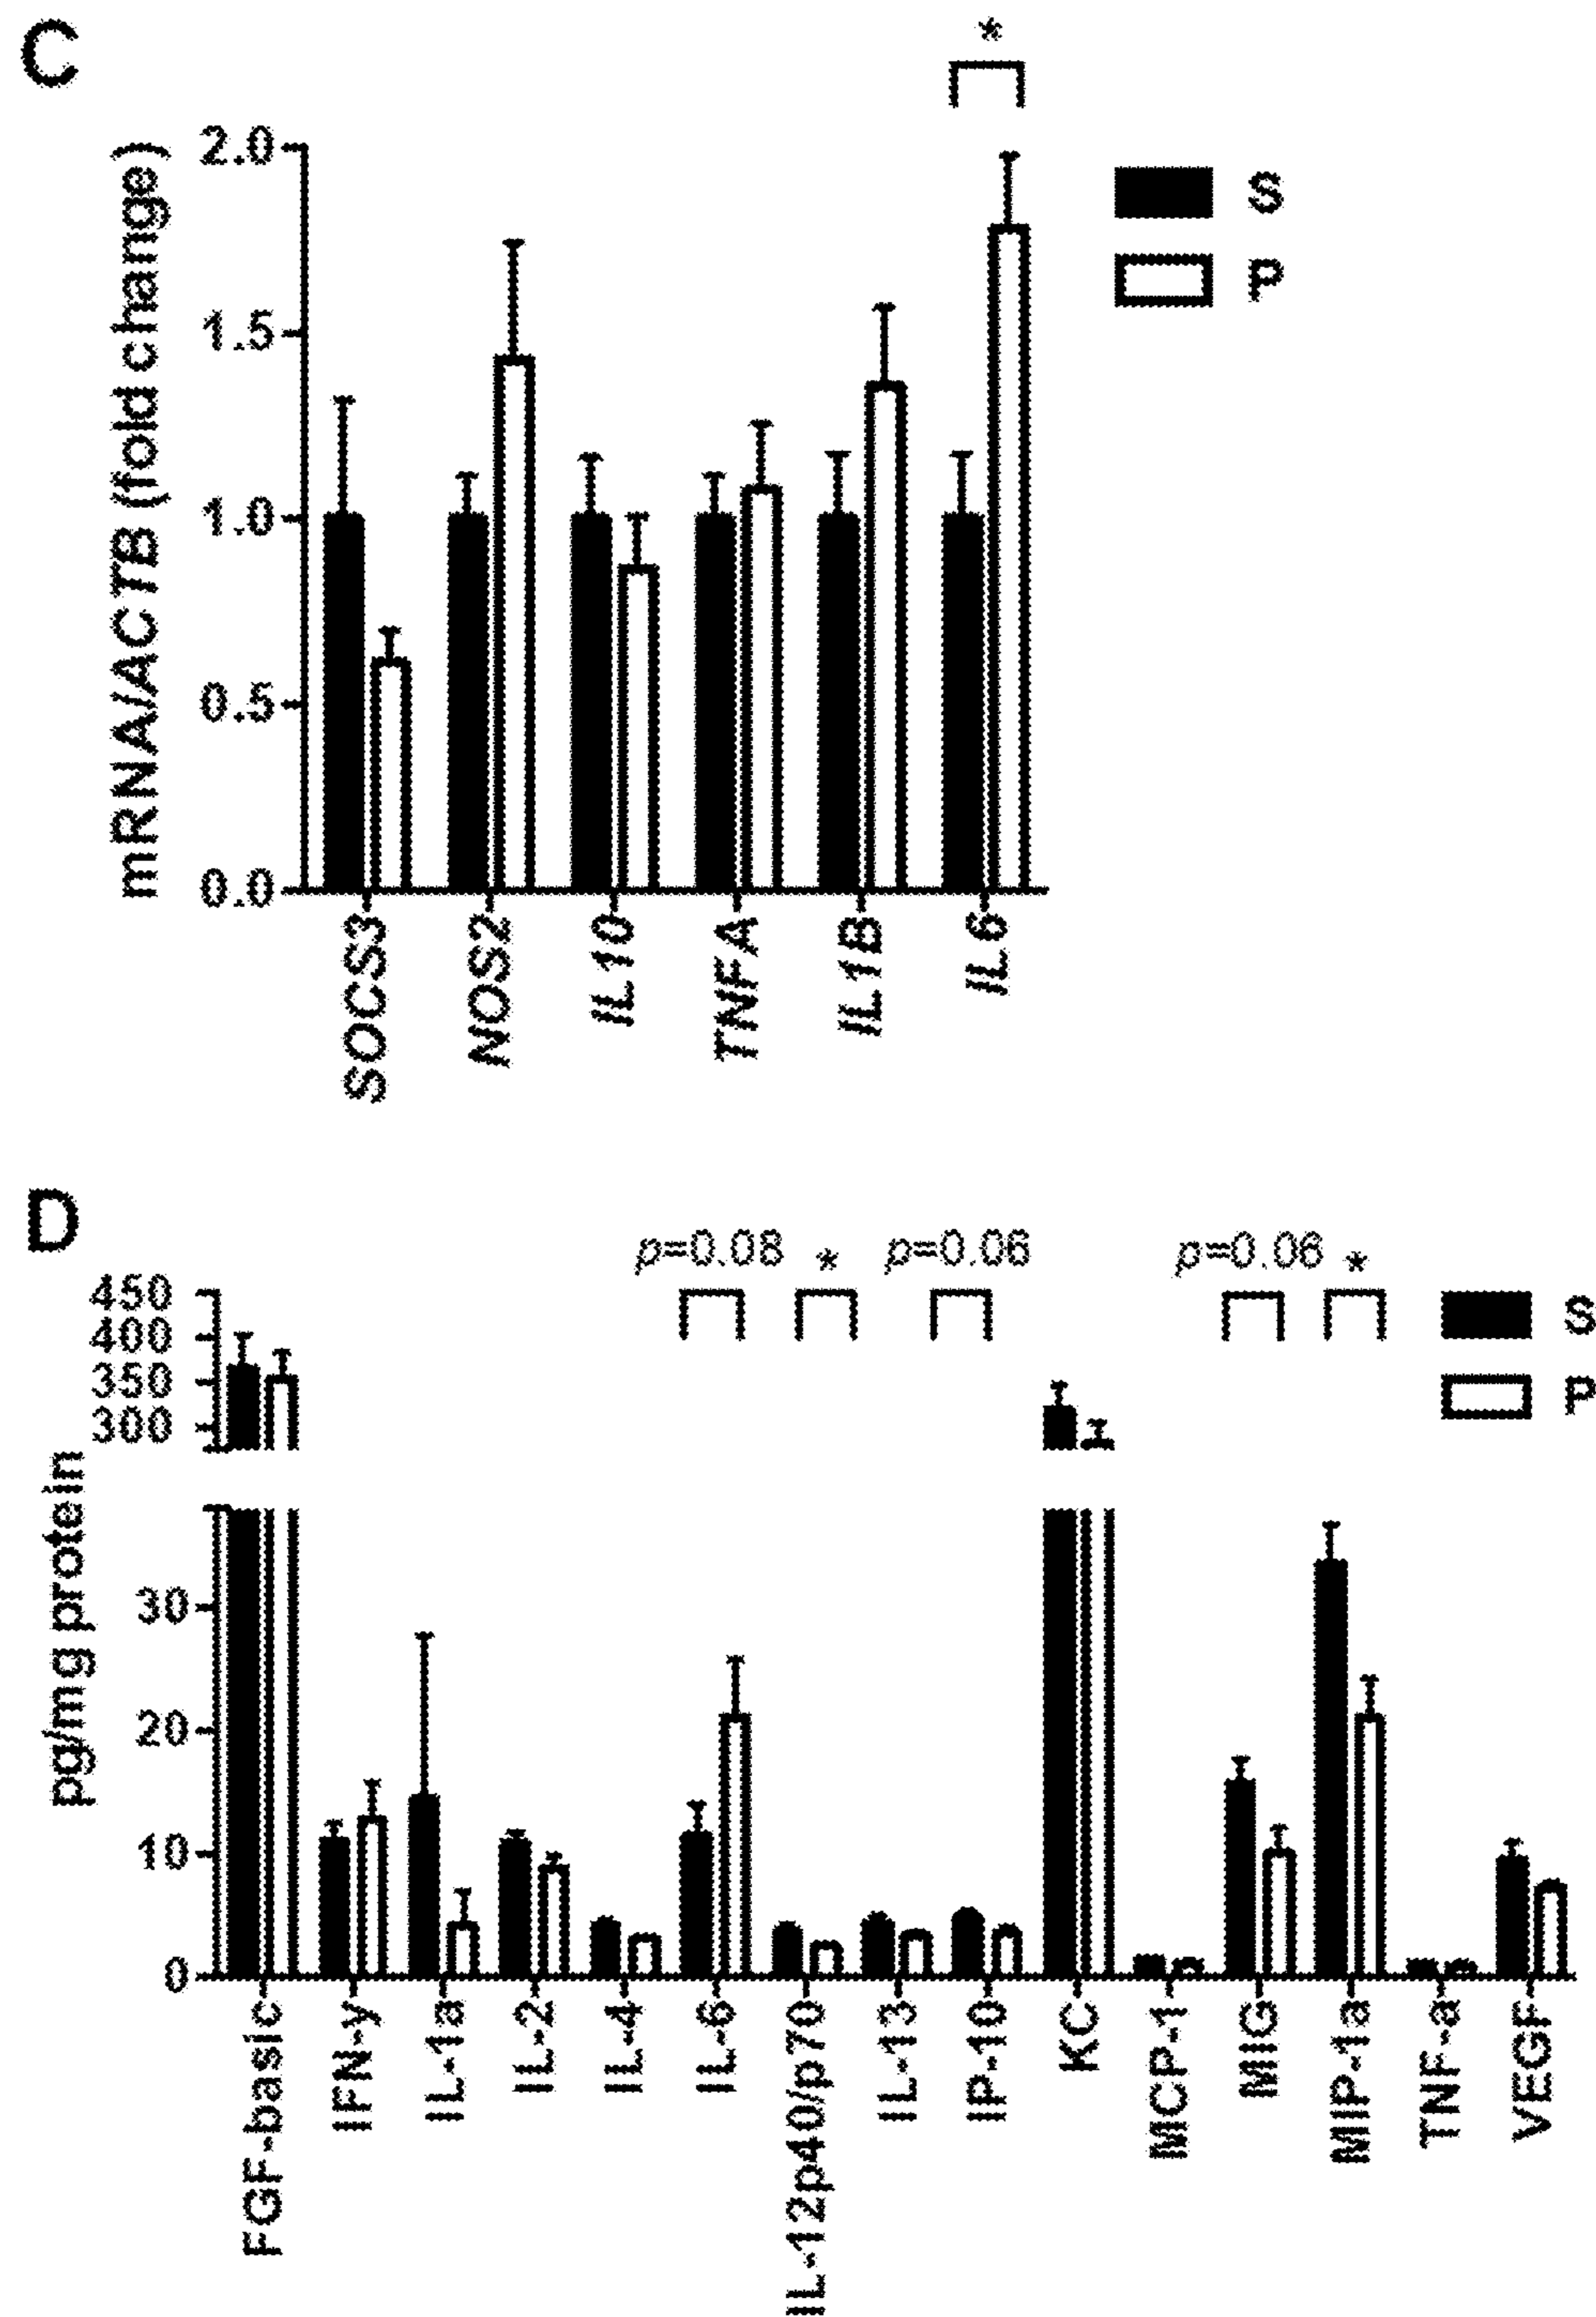 C
*
2.0
1.5
1.0
0.5
0.0
mRNA/ACTB (fold change)
S
P
SOCS3
NOS2
IL10
TNFA
IL1B
IL6
D
p=0.08
*
p=0.06
p=0.06
*
450
400
350
300
30
20
10
0
pg/mg protein
S
P
FGF-basic
IFN-y
IL-1a
IL-2
IL-4
IL-6
IL-12p40/p70
IL-13
IP-10
KC
MCP-1
MIG
MIP-1a
TNF-a
VEGF